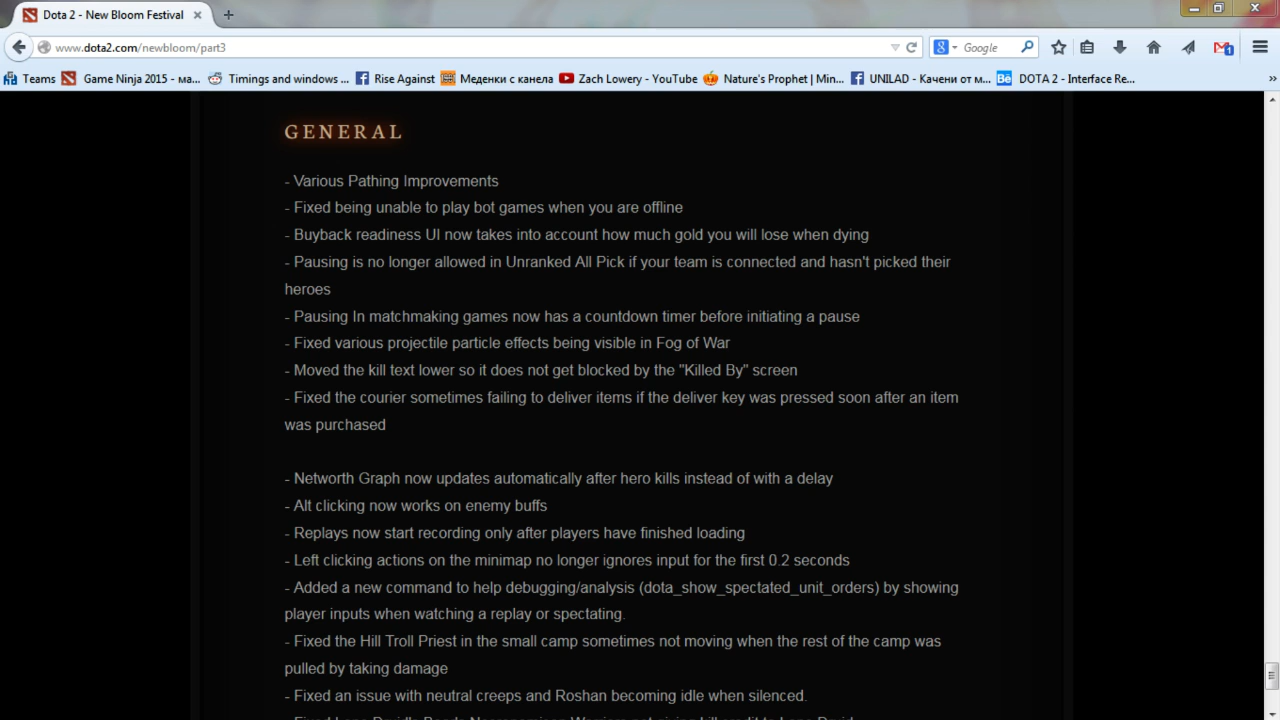 Dota 2 - New Bloom Festival
www.dota2.com/newbloom/part3
Google
1
Teams
Game Ninja 2015 - ма...
Timings and windows ...
Rise Against
Меденки с канела
Zach Lowery - YouTube
Nature's Prophet | Min...
UNILAD - Качени от м...
Bē
DOTA 2 - Interface Re...
GENERAL
- Various Pathing Improvements
- Fixed being unable to play bot games when you are offline
- Buyback readiness UI now takes into account how much gold you will lose when dying
- Pausing is no longer allowed in Unranked All Pick if your team is connected and hasn't picked their
heroes
- Pausing In matchmaking games now has a countdown timer before initiating a pause
- Fixed various projectile particle effects being visible in Fog of War
- Moved the kill text lower so it does not get blocked by the "Killed By" screen
- Fixed the courier sometimes failing to deliver items if the deliver key was pressed soon after an item
was purchased
- Networth Graph now updates automatically after hero kills instead of with a delay
- Alt clicking now works on enemy buffs
- Replays now start recording only after players have finished loading
- Left clicking actions on the minimap no longer ignores input for the first 0.2 seconds
- Added a new command to help debugging/analysis (dota_show_spectated_unit_orders) by showing
player inputs when watching a replay or spectating.
- Fixed the Hill Troll Priest in the small camp sometimes not moving when the rest of the camp was
pulled by taking damage
- Fixed an issue with neutral creeps and Roshan becoming idle when silenced.